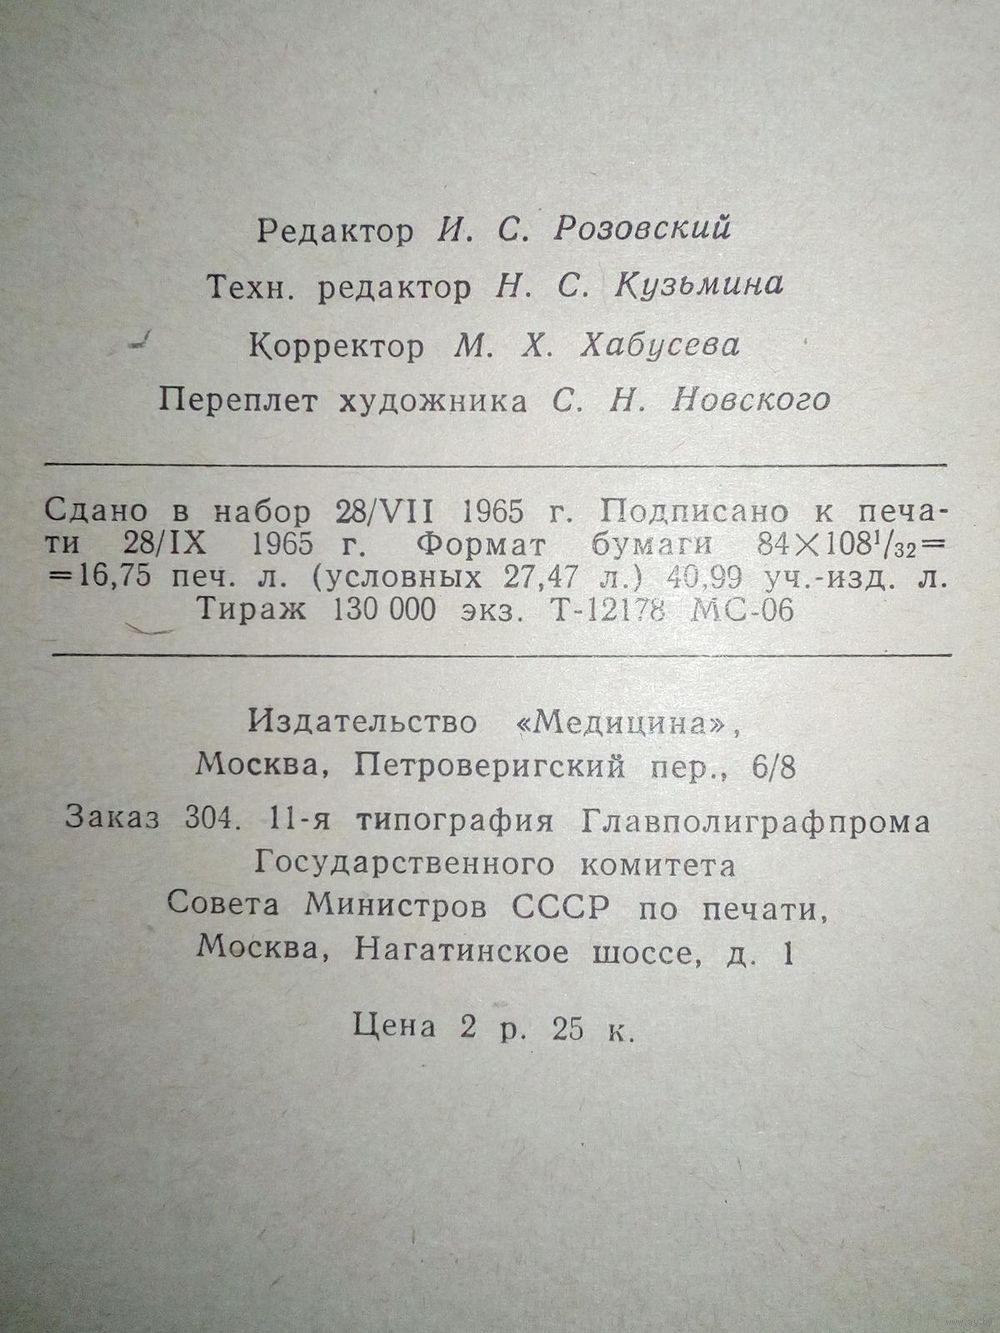 Редактор И. С. Розовский
Техн. редактор Н. С. Кузьмина
Корректор М. Х. Хабусева
Переплет художника С. Н. Новского
Сдано в набор 28/VII 1965 г. Подписано к печа-
ти 28/IX 1965 г. Формат бумаги 84×108¹/₃₂=
=16,75 печ. л. (условных 27,47 л.) 40,99 уч.-изд. л.
Тираж 130 000 экз. Т-12178 МС-06
Издательство «Медицина»,
Москва, Петроверигский пер., 6/8
Заказ 304. 11-я типография Главполиграфпрома
Государственного комитета
Совета Министров СССР по печати,
Москва, Нагатинское шоссе, д. 1
Цена 2 р. 25 к.